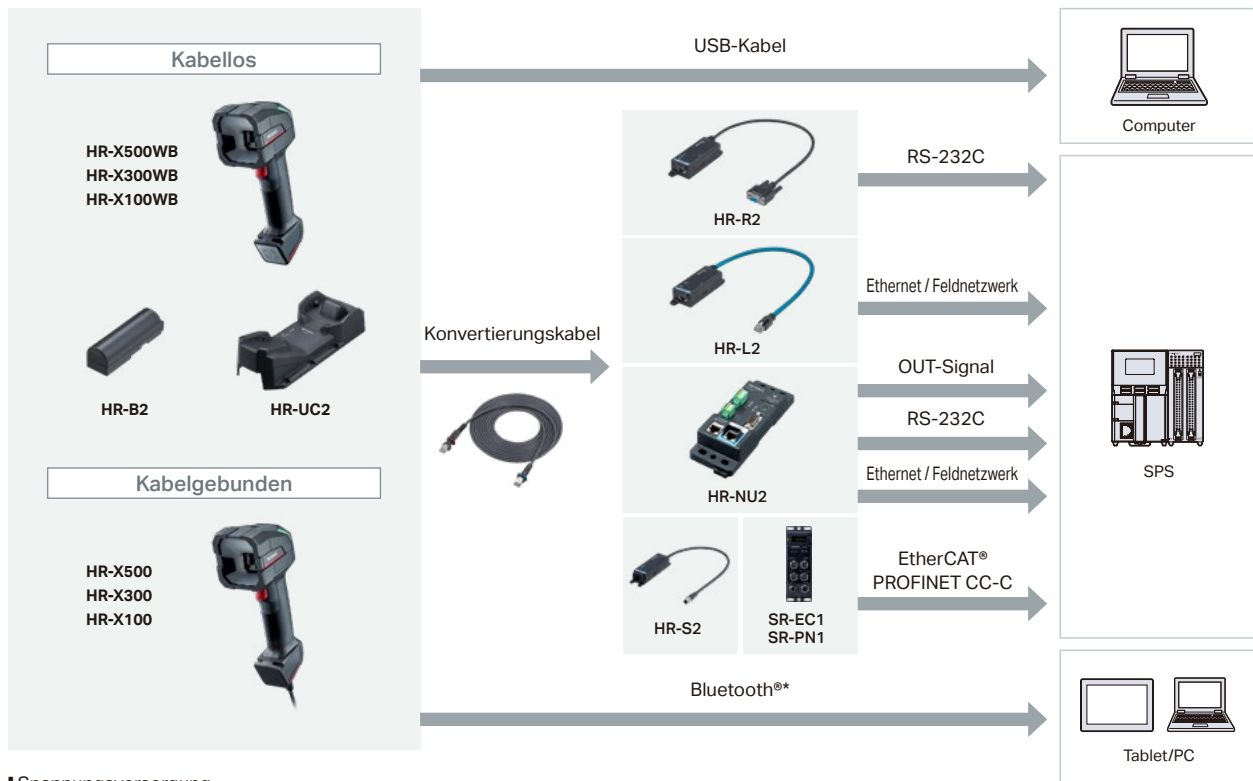 Kabellos
HR-X500WB
HR-X300WB
HR-X100WB
HR-B2
HR-UC2
Kabelgebunden
HR-X500
HR-X300
HR-X100
Konvertierungskabel
USB-Kabel
HR-R2
RS-232C
HR-L2
Ethernet / Feldnetzwerk
HR-NU2
OUT-Signal
RS-232C
Ethernet / Feldnetzwerk
HR-S2
SR-EC1
SR-PN1
EtherCAT®
PROFINET CC-C
Bluetooth®*
Computer
SPS
Tablet/PC